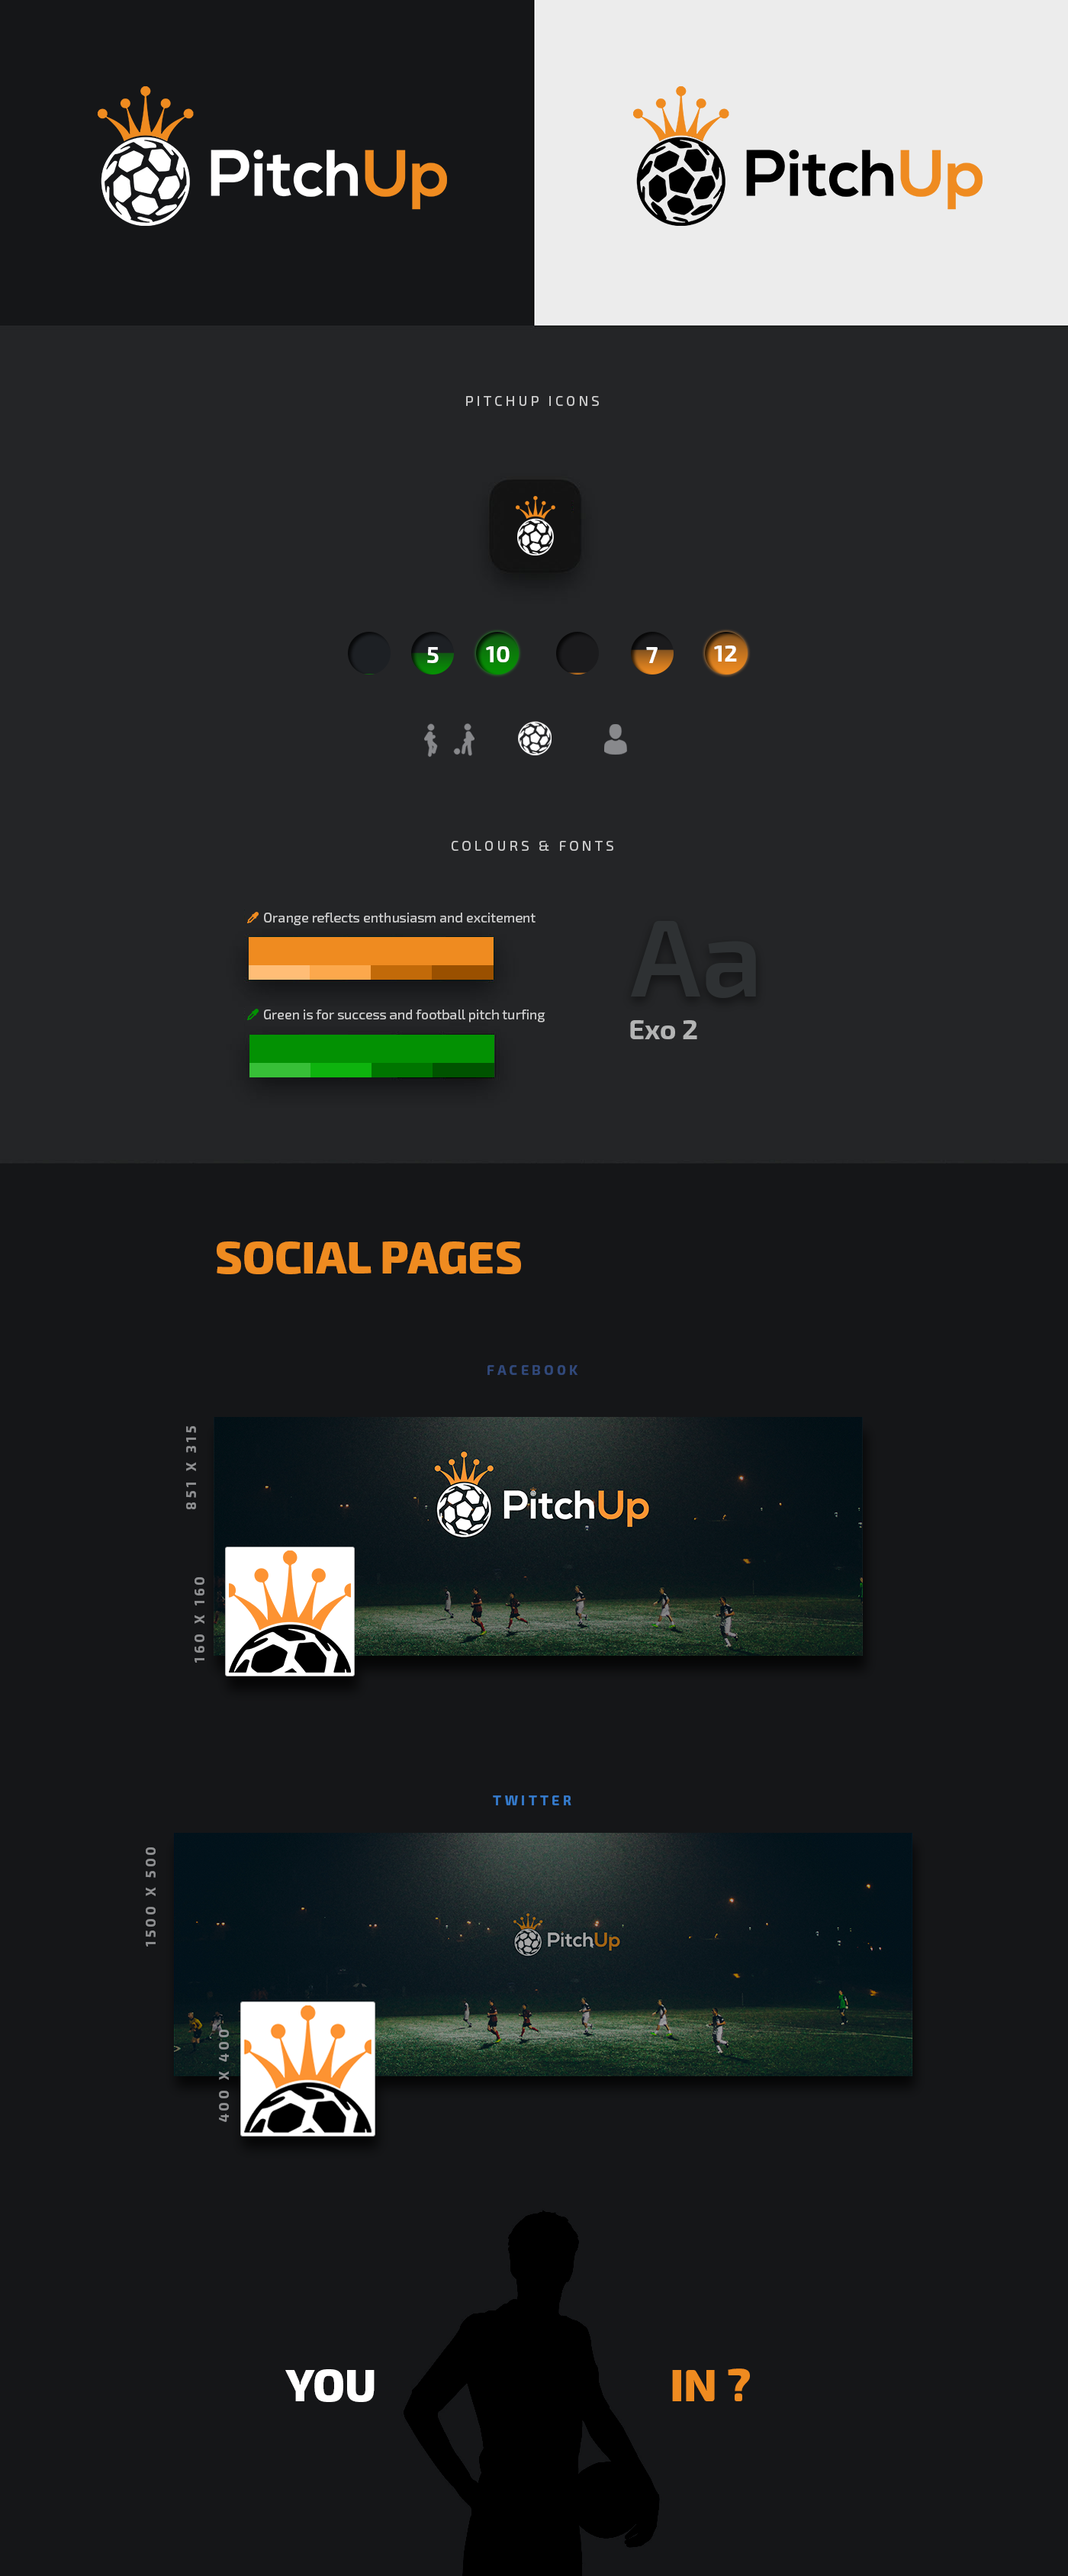 PitchUp
PitchUp
PITCHUP ICONS
5
10
7
12
COLOURS & FONTS
Orange reflects enthusiasm and excitement
Green is for success and football pitch turfing
Aa
Exo 2
SOCIAL PAGES
FACEBOOK
851 X 315
PitchUp
160 X 160
TWITTER
1500 X 500
PitchUp
>
400 X 400
YOU
IN ?